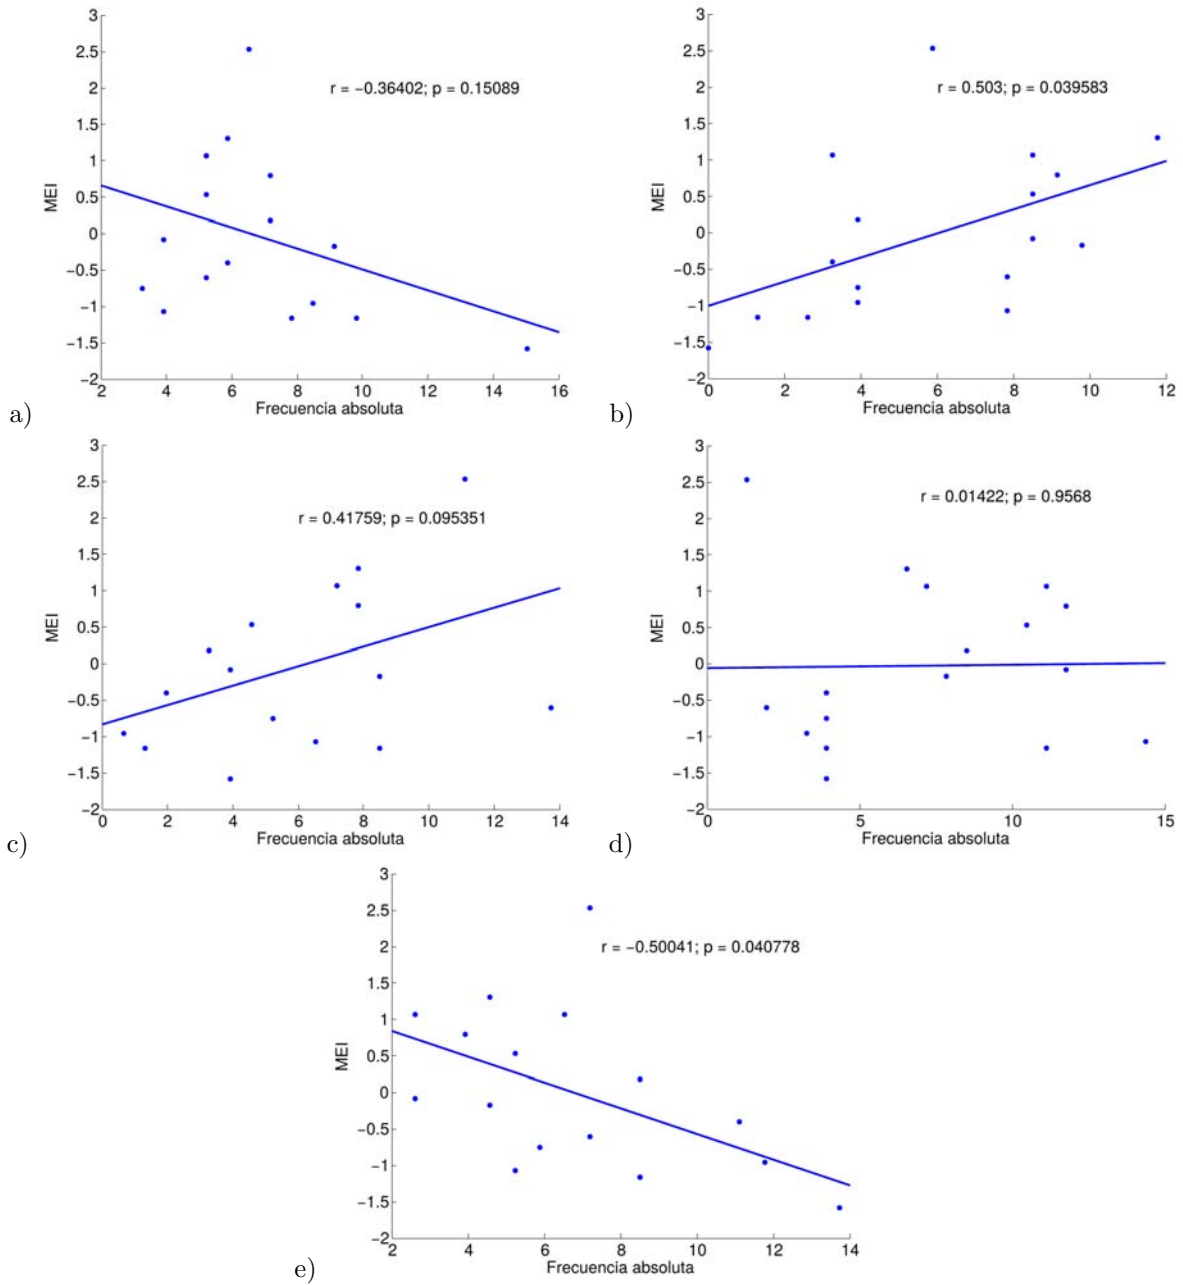 3
2.5
2
1.5
1
0.5
0
−0.5
−1
−1.5
−2
MEI
r = −0.36402; p = 0.15089
2 4 6 8 10 12 14 16
Frecuencia absoluta
a)
3
2.5
2
1.5
1
0.5
0
−0.5
−1
−1.5
−2
MEI
r = 0.503; p = 0.039583
0 2 4 6 8 10 12
Frecuencia absoluta
b)
3
2.5
2
1.5
1
0.5
0
−0.5
−1
−1.5
−2
MEI
r = 0.41759; p = 0.095351
0 2 4 6 8 10 12 14
Frecuencia absoluta
c)
3
2.5
2
1.5
1
0.5
0
−0.5
−1
−1.5
−2
MEI
r = 0.01422; p = 0.9568
0 5 10 15
Frecuencia absoluta
d)
3
2.5
2
1.5
1
0.5
0
−0.5
−1
−1.5
−2
MEI
r = −0.50041; p = 0.040778
2 4 6 8 10 12 14
Frecuencia absoluta
e)